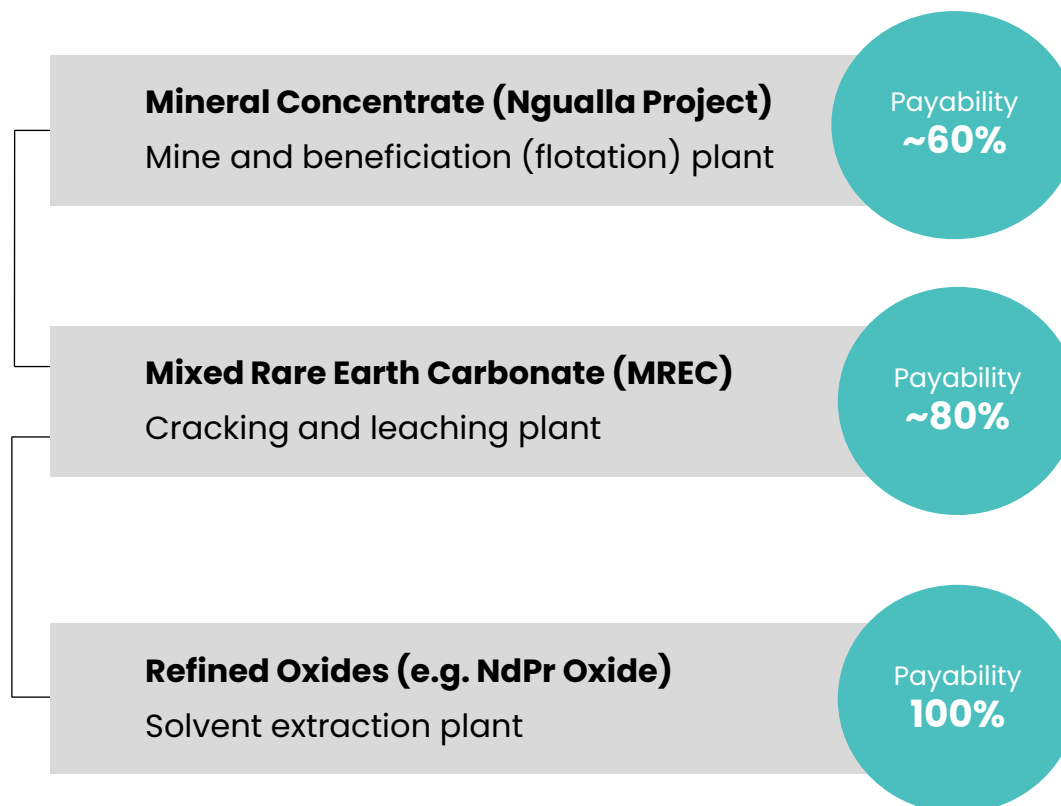 Mineral Concentrate (Ngualla Project)
Mine and beneficiation (flotation) plant
Payability
~60%
Mixed Rare Earth Carbonate (MREC)
Cracking and leaching plant
Payability
~80%
Refined Oxides (e.g. NdPr Oxide)
Solvent extraction plant
Payability
100%